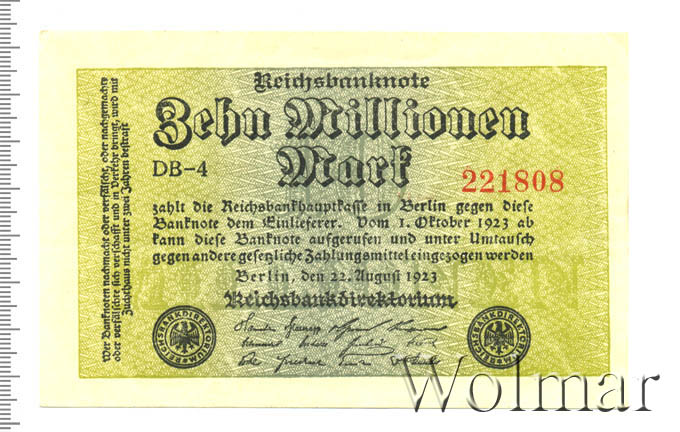 Reichsbanknote
Zehn Millionen
Mark
DB-4
221808
zahlt die Reichsbankhauptkasse in Berlin gegen diese
Banknote dem Einlieferer. Vom 1. Oktober 1923 ab
kann diese Banknote aufgerufen und unter Umtausch
gegen andere gesetzliche Zahlungsmittel eingezogen werden
Berlin, den 22. August 1923
Reichsbankdirektorium
Wer Banknoten nachmacht oder verfälscht, oder nachgemachte
oder verfälschte sich verschafft und in Verkehr bringt, wird mit
Zuchthaus nicht unter zwei Jahren bestraft
REICHSBANKDIREKTORIUM
REICHSBANKDIREKTORIUM
Wolmar